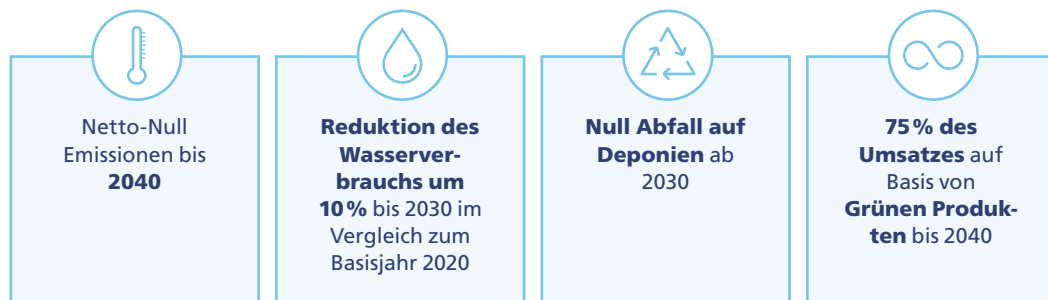 Netto-Null
Emissionen bis
2040
Reduktion des
Wasserver-
brauchs um
10 % bis 2030 im
Vergleich zum
Basisjahr 2020
Null Abfall auf
Deponien ab
2030
75 % des
Umsatzes auf
Basis von
Grünen Produk-
ten bis 2040